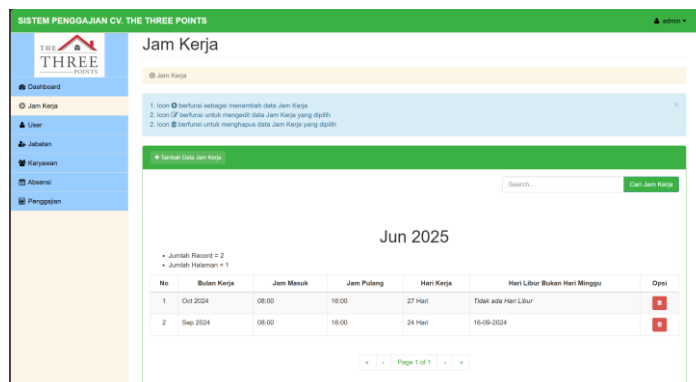 SISTEM PENGGAJIAN CV. THE THREE POINTS
admin
THE
THREE
POINTS
Dashboard
Jam Kerja
User
Jabatan
Karyawan
Absensi
Penggajian
Jam Kerja
Jam Kerja
1. Icon berfunsi sebagai menambah data Jam Kerja
2. Icon berfunsi untuk mengedit data Jam Kerja yang dipilih
2. Icon berfunsi untuk menghapus data Jam Kerja yang dipilih
×
+ Tambah Data Jam Kerja
Search...
Cari Jam Kerja
Jun 2025
• Jumlah Record = 2
• Jumlah Halaman = 1
No Bulan Kerja Jam Masuk Jam Pulang Hari Kerja Hari Libur Bukan Hari Minggu Opsi
1 Oct 2024 08:00 16:00 27 Hari Tidak ada Hari Libur
2 Sep 2024 08:00 16:00 24 Hari 16-09-2024
« ‹ Page 1 of 1 › »